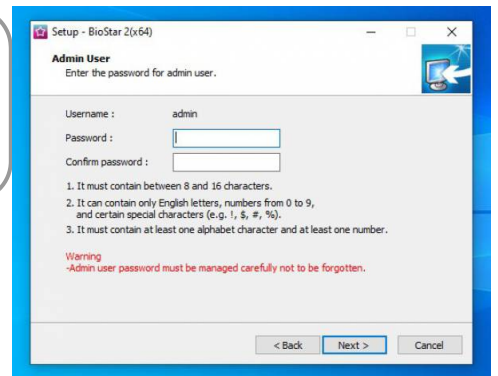 Setup - BioStar 2(x64)
Admin User
Enter the password for admin user.
Username : admin
Password :
Confirm password :
1. It must contain between 8 and 16 characters.
2. It can contain only English letters, numbers from 0 to 9,
and certain special characters (e.g. !, $, #, %).
3. It must contain at least one alphabet character and at least one number.
Warning
-Admin user password must be managed carefully not to be forgotten.
< Back Next > Cancel